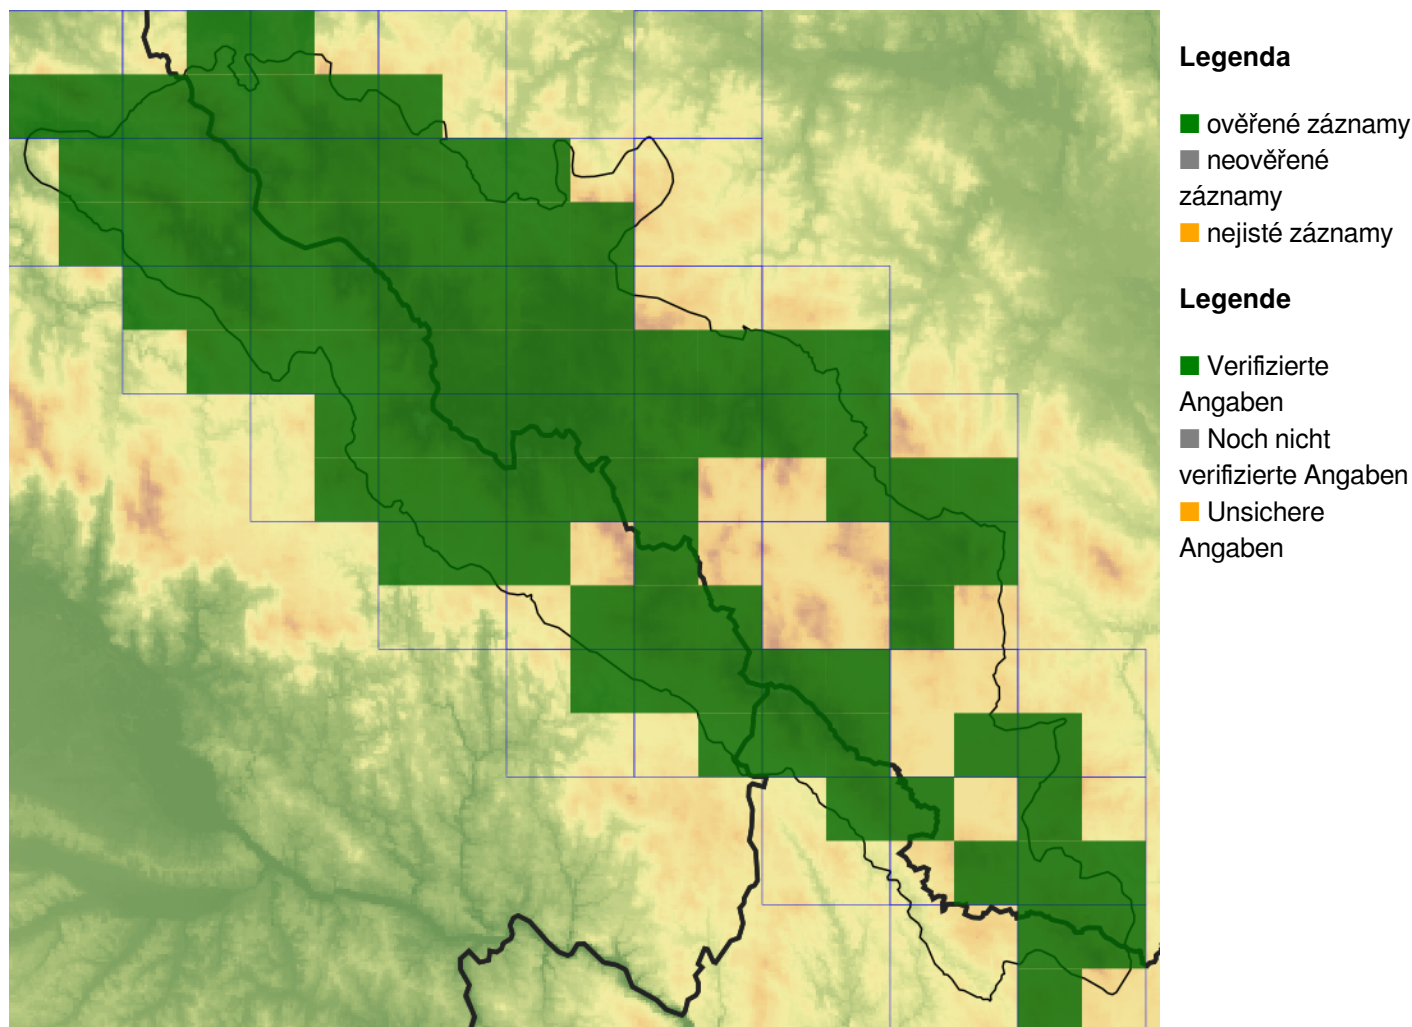 Legenda
ověřené záznamy
neověřené
záznamy
nejisté záznamy
Legende
Verifizierte
Angaben
Noch nicht
verifizierte Angaben
Unsichere
Angaben